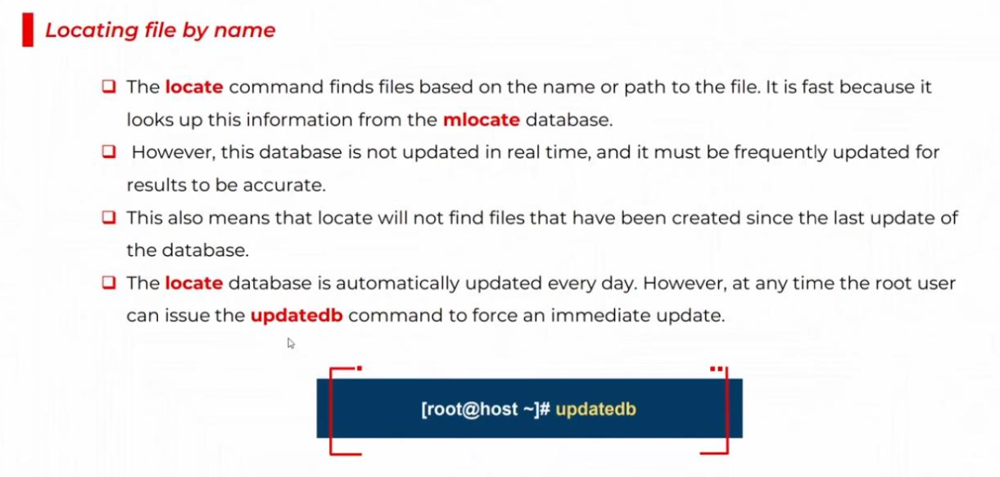 Locating file by name
The locate command finds files based on the name or path to the file. It is fast because it
looks up this information from the mlocate database.
However, this database is not updated in real time, and it must be frequently updated for
results to be accurate.
This also means that locate will not find files that have been created since the last update of
the database.
The locate database is automatically updated every day. However, at any time the root user
can issue the updatedb command to force an immediate update.
[root@host ~]# updatedb